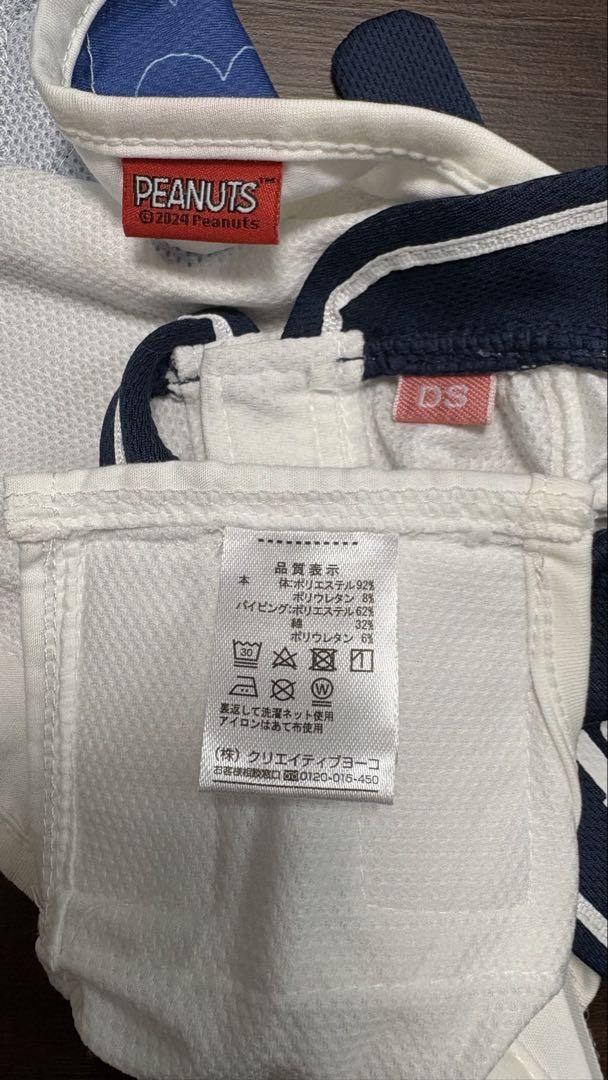 PEANUTS™
©2024 Peanuts
DS
品質表示
本 体:ポリエステル92%
ポリウレタン 8%
パイピング:ポリエステル62%
綿 32%
ポリウレタン 6%
30
W
裏返して洗濯ネット使用
アイロンはあて布使用
(株) クリエイティブヨーコ
お客様相談窓口 0120-015-450